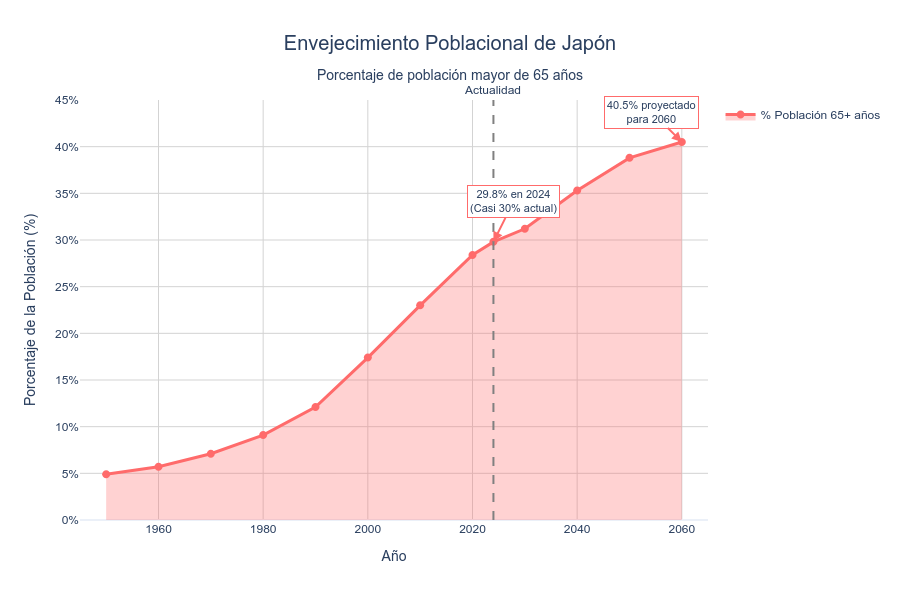 Envejecimiento Poblacional de Japón
Porcentaje de población mayor de 65 años
Actualidad
40.5% proyectado
para 2060
% Población 65+ años
29.8% en 2024
(Casi 30% actual)
Porcentaje de la Población (%)
45%
40%
35%
30%
25%
20%
15%
10%
5%
0%
1960
1980
2000
2020
2040
2060
Año